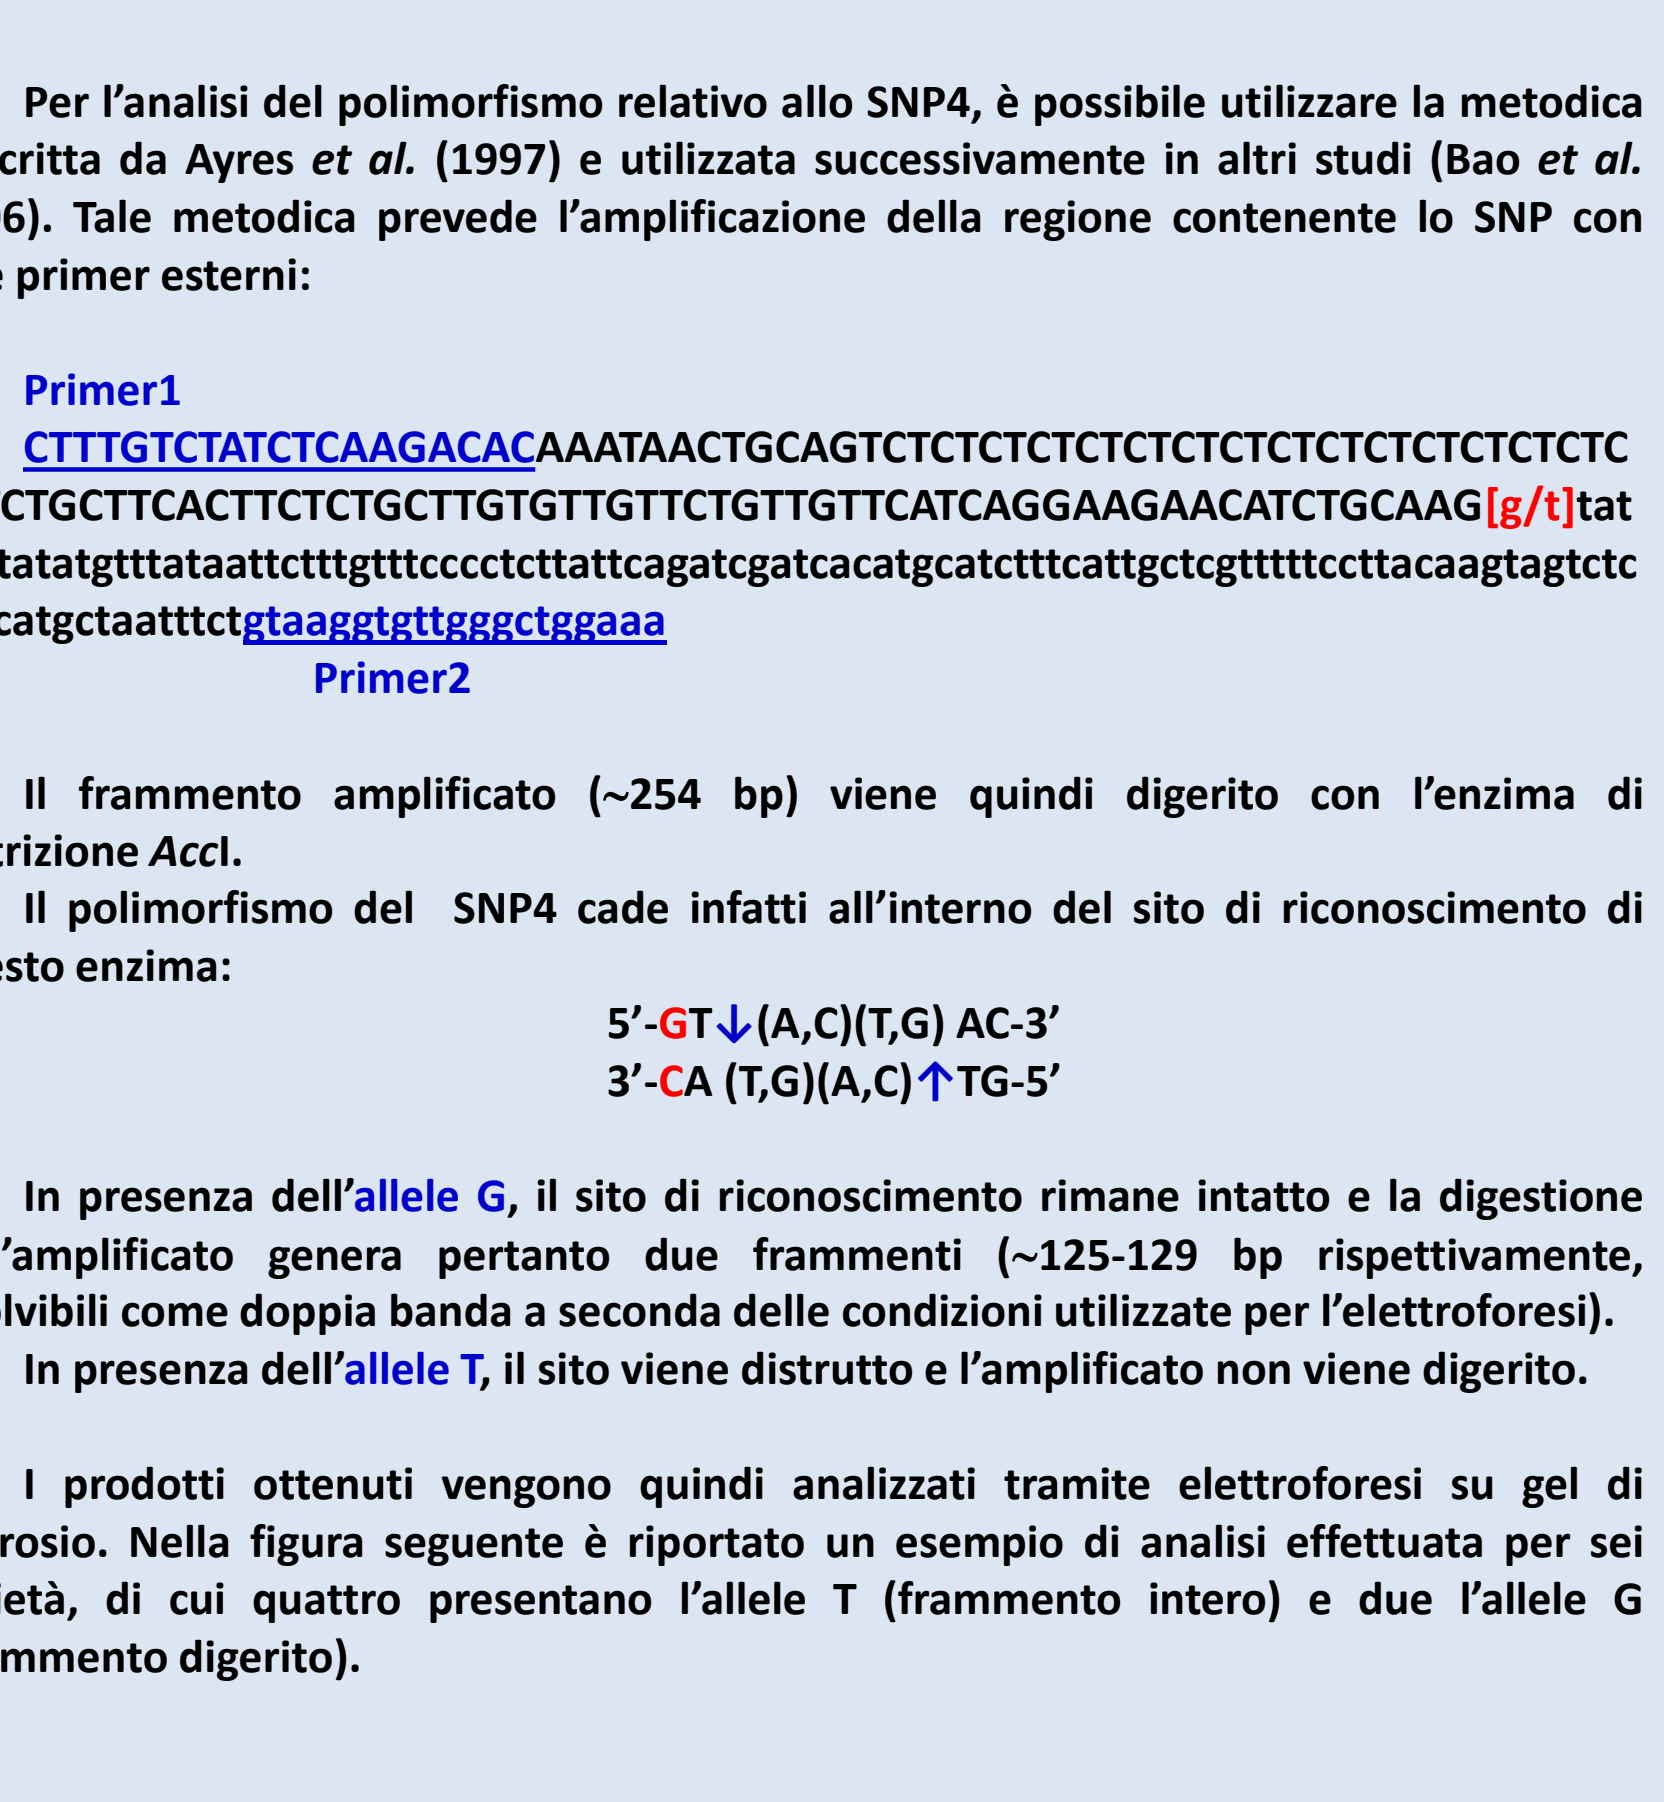 Per l’analisi del polimorfismo relativo allo SNP4, è possibile utilizzare la metodica
critta da Ayres et al. (1997) e utilizzata successivamente in altri studi (Bao et al.
6). Tale metodica prevede l’amplificazione della regione contenente lo SNP con
e primer esterni:
Primer1
CTTTGTCTATCTCAAGACACAAATAACTGCAGTCTCTCTCTCTCTCTCTCTCTCTCTCTCTCTCTC
CTGCTTCACTTCTCTGCTTGTGTTGTTCTGTTGTTCATCAGGAAGAACATCTGCAAG[g/t]tat
tatatgtttataattctttgtttcccctcttattcagatcgatcacatgcatctttcattgctcgtttttccttacaagtagtctc
catgctaatttctgtaaggtgttgggctggaaa
Primer2
Il frammento amplificato (~254 bp) viene quindi digerito con l’enzima di
trizione AccI.
Il polimorfismo del SNP4 cade infatti all’interno del sito di riconoscimento di
esto enzima:
5’-GT↓(A,C)(T,G) AC-3’
3’-CA (T,G)(A,C)↑TG-5’
In presenza dell’allele G, il sito di riconoscimento rimane intatto e la digestione
’amplificato genera pertanto due frammenti (~125-129 bp rispettivamente,
lvibili come doppia banda a seconda delle condizioni utilizzate per l’elettroforesi).
In presenza dell’allele T, il sito viene distrutto e l’amplificato non viene digerito.
I prodotti ottenuti vengono quindi analizzati tramite elettroforesi su gel di
rosio. Nella figura seguente è riportato un esempio di analisi effettuata per sei
ietà, di cui quattro presentano l’allele T (frammento intero) e due l’allele G
mmento digerito).